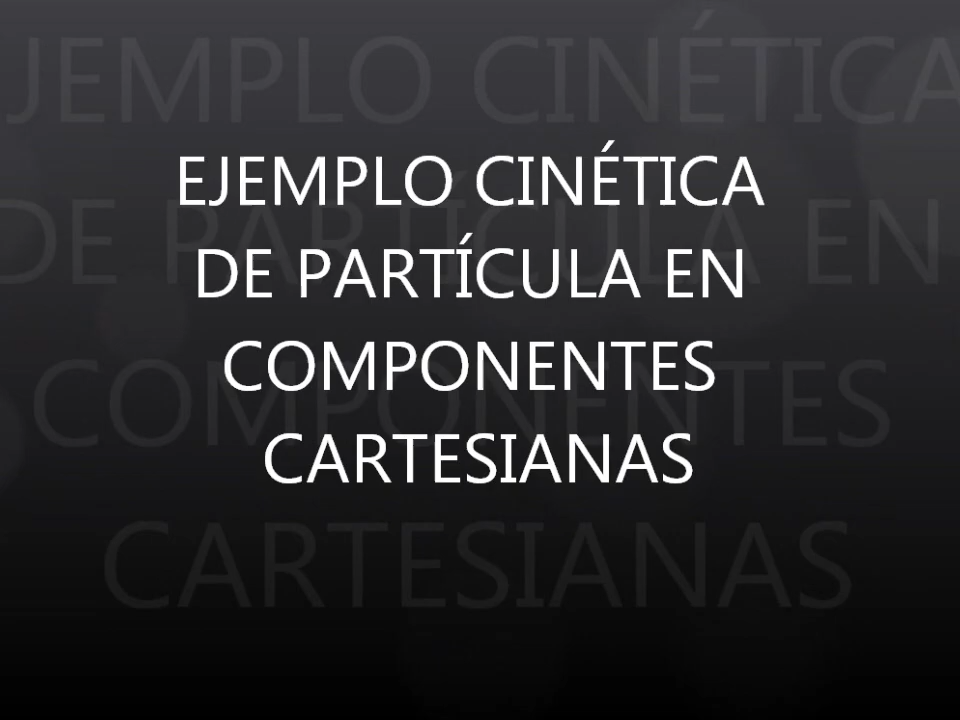 EJEMPLO CINÉTICA
DE PARTÍCULA EN
COMPONENTES
CARTESIANAS